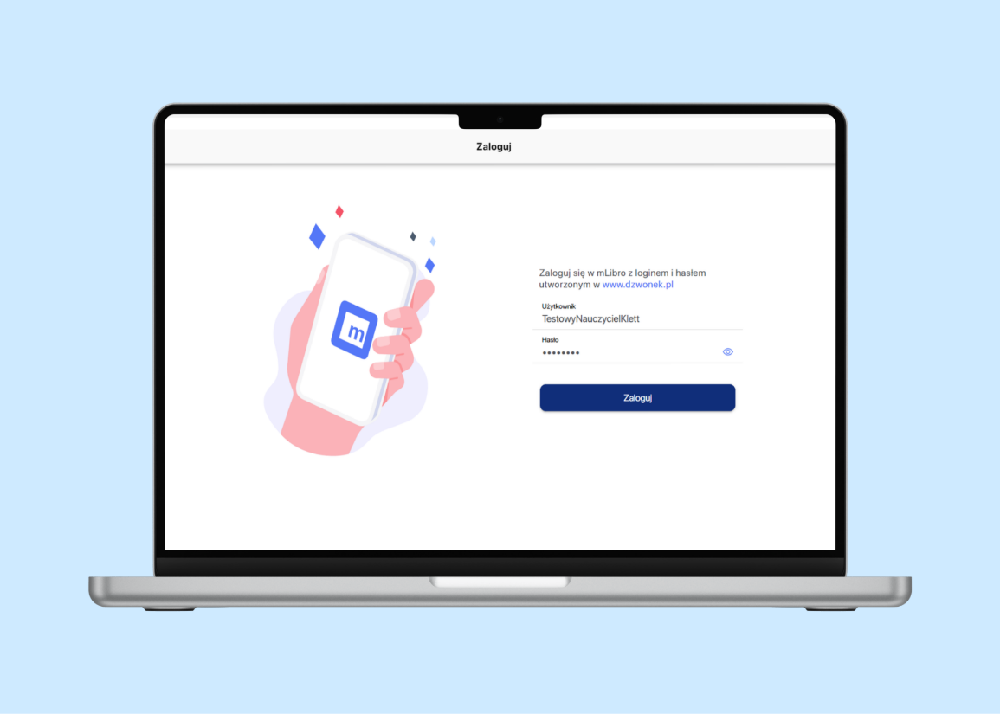 Zaloguj
m
Zaloguj się w mLibro z loginem i hasłem
utworzonym w www.dzwonek.pl
Użytkownik
TestowyNauczycielKlett
Hasło
••••••••
Zaloguj